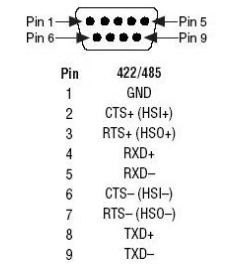 Pin 1 Pin 5
Pin 6 Pin 9
Pin 422/485
1 GND
2 CTS+ (HSI+)
3 RTS+ (HSO+)
4 RXD+
5 RXD–
6 CTS– (HSI–)
7 RTS– (HSO–)
8 TXD+
9 TXD–